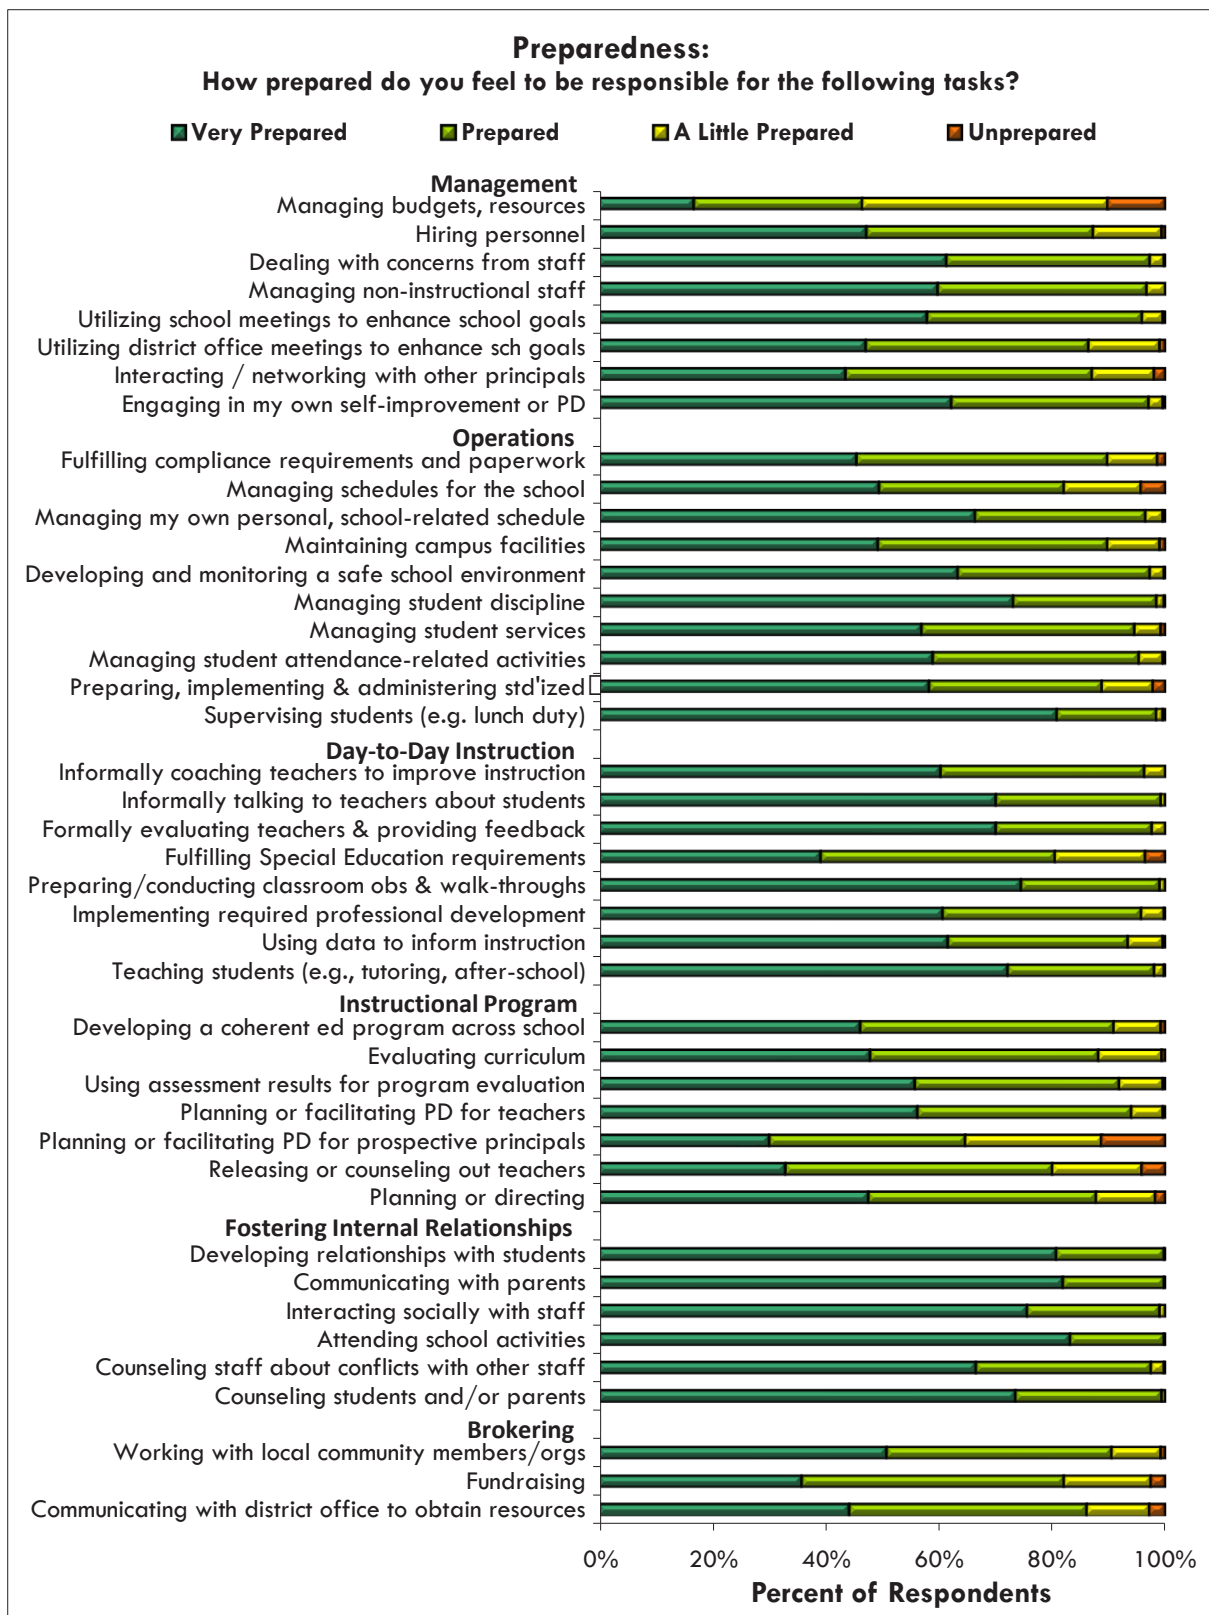 Preparedness:
How prepared do you feel to be responsible for the following tasks?
Very Prepared Prepared A Little Prepared Unprepared
Management
Managing budgets, resources
Hiring personnel
Dealing with concerns from staff
Managing non-instructional staff
Utilizing school meetings to enhance school goals
Utilizing district office meetings to enhance sch goals
Interacting / networking with other principals
Engaging in my own self-improvement or PD
Operations
Fulfilling compliance requirements and paperwork
Managing schedules for the school
Managing my own personal, school-related schedule
Maintaining campus facilities
Developing and monitoring a safe school environment
Managing student discipline
Managing student services
Managing student attendance-related activities
Preparing, implementing & administering std'ized
Supervising students (e.g. lunch duty)
Day-to-Day Instruction
Informally coaching teachers to improve instruction
Informally talking to teachers about students
Formally evaluating teachers & providing feedback
Fulfilling Special Education requirements
Preparing/conducting classroom obs & walk-throughs
Implementing required professional development
Using data to inform instruction
Teaching students (e.g., tutoring, after-school)
Instructional Program
Developing a coherent ed program across school
Evaluating curriculum
Using assessment results for program evaluation
Planning or facilitating PD for teachers
Planning or facilitating PD for prospective principals
Releasing or counseling out teachers
Planning or directing
Fostering Internal Relationships
Developing relationships with students
Communicating with parents
Interacting socially with staff
Attending school activities
Counseling staff about conflicts with other staff
Counseling students and/or parents
Brokering
Working with local community members/orgs
Fundraising
Communicating with district office to obtain resources
0% 20% 40% 60% 80% 100%
Percent of Respondents